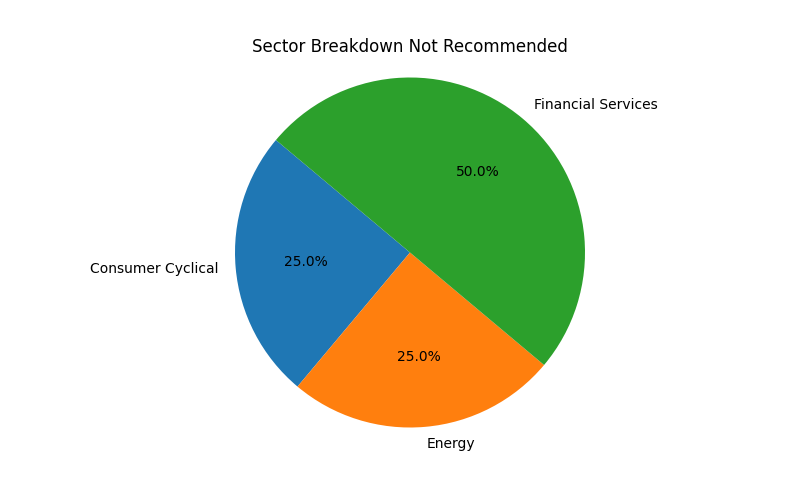 Sector Breakdown Not Recommended
Financial Services
50.0%
Consumer Cyclical
25.0%
25.0%
Energy